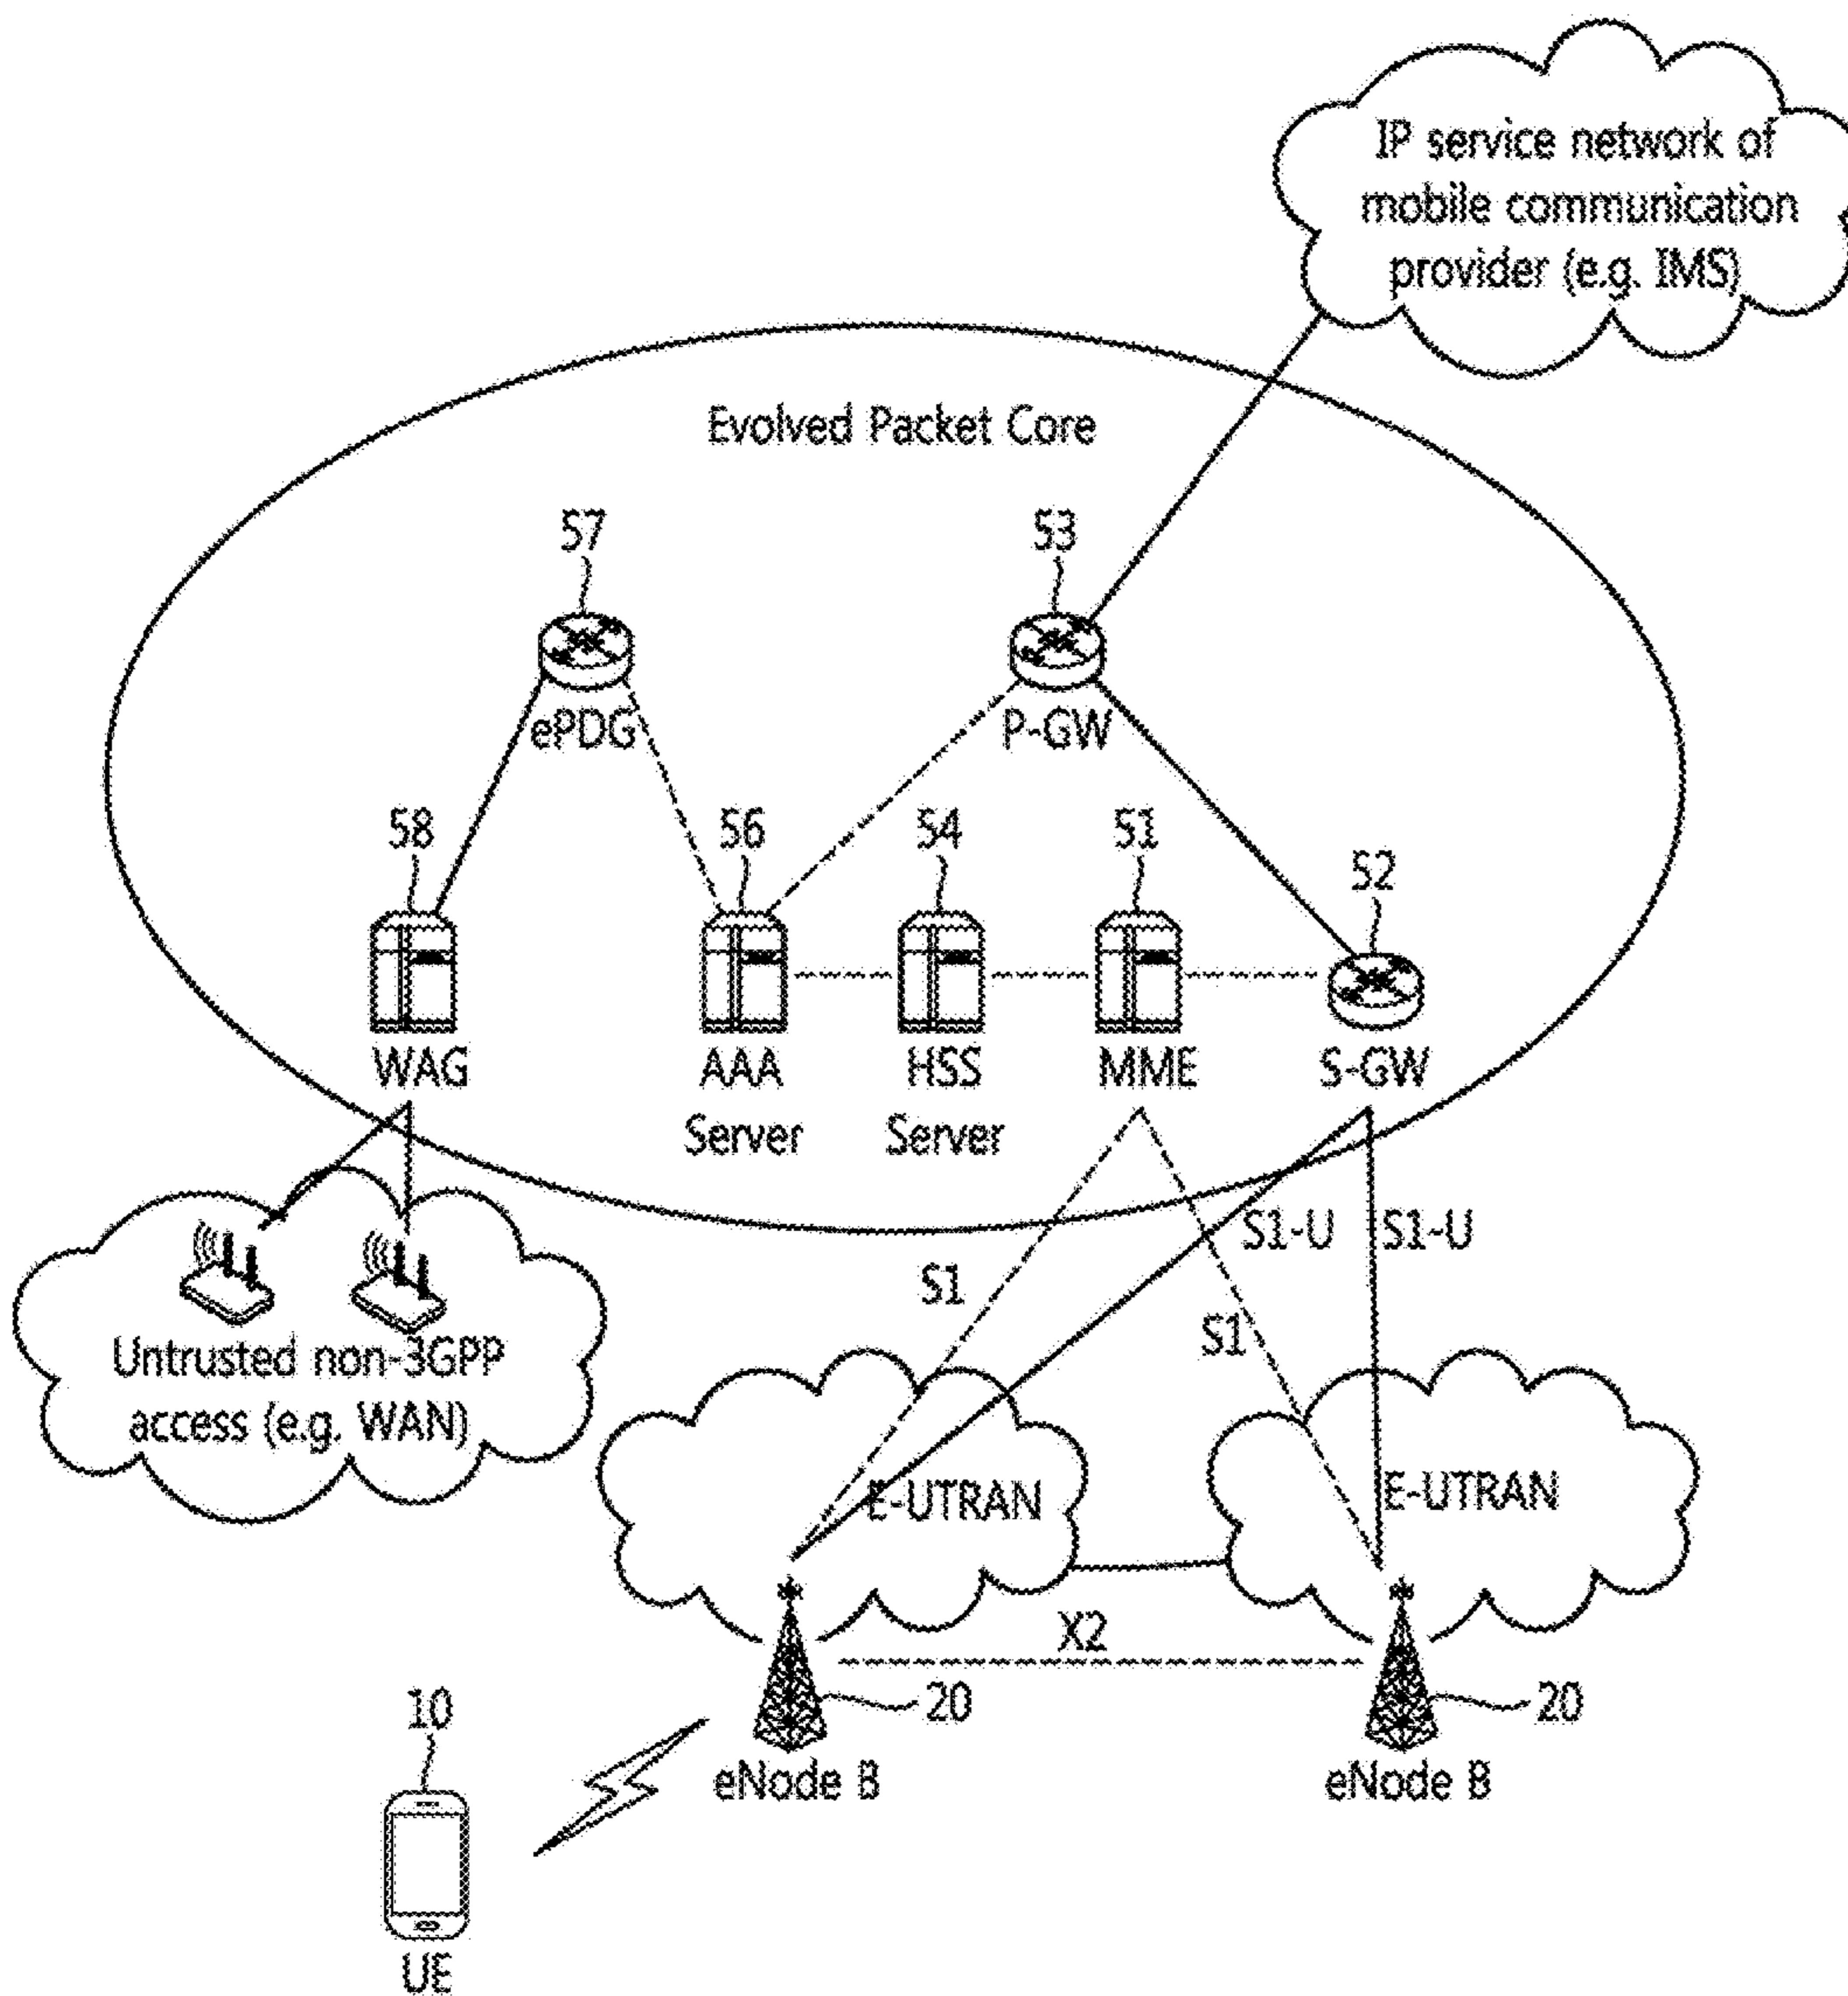 IP service network of
mobile communication
provider (e.g. IMS)
Evolved Packet Core
57
53
ePDG
P-GW
58
56
54
51
52
WAG
AAA
Server
HSS
Server
MME
S-GW
S1-U
S1-U
S1
S1
Untrusted non-3GPP
access (e.g. WAN)
E-UTRAN
E-UTRAN
X2
20
20
10
eNode B
eNode B
UE